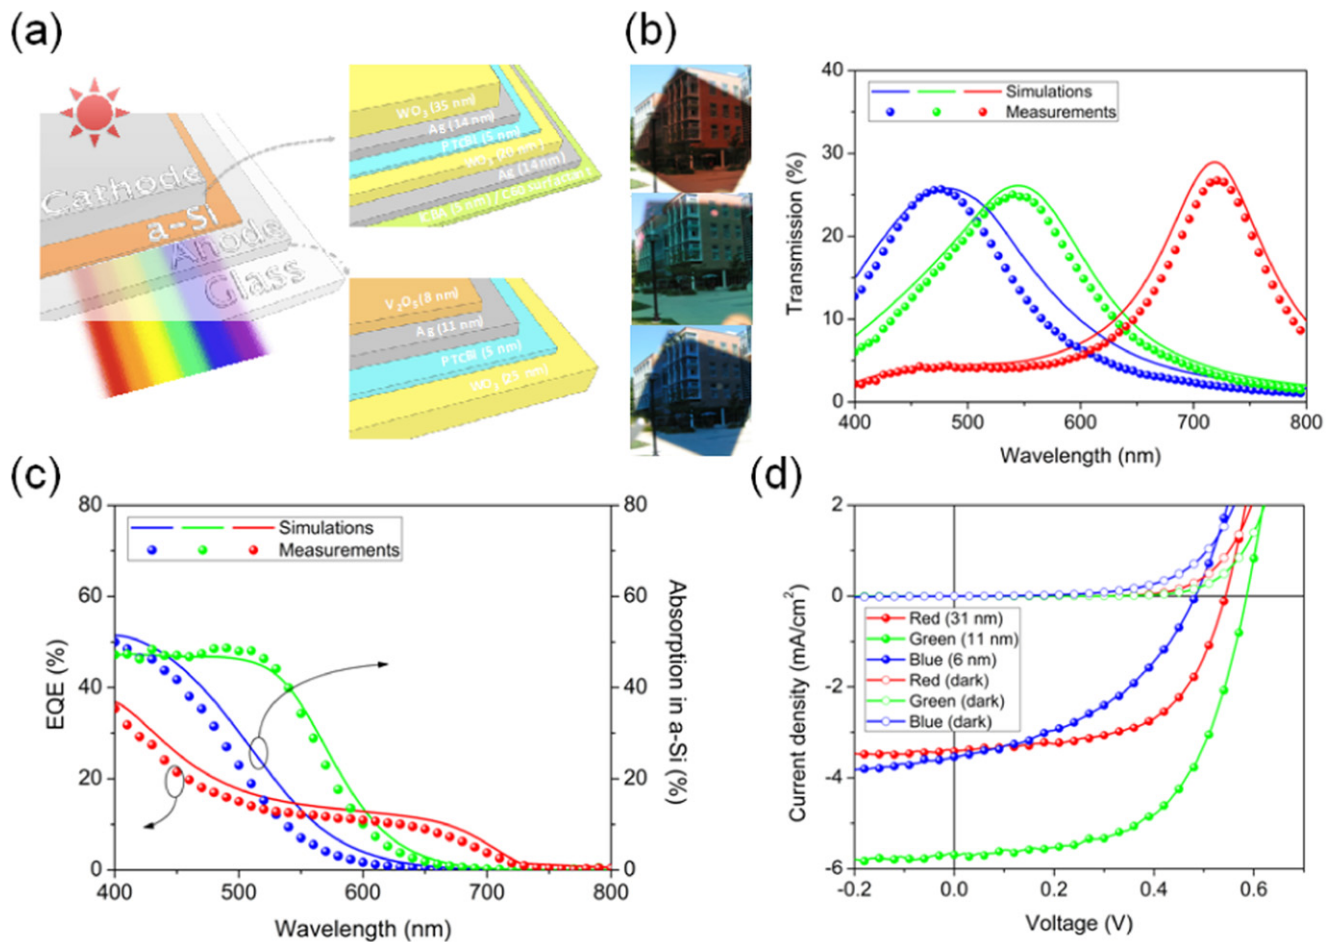 (a)
Cathode
a-Si
Anode
Glass
WO3 (35 nm)
Ag (14 nm)
PTCBI (5 nm)
WO3 (20 nm)
Ag (14nm)
ICBA (5 nm) / C60 surfactant
V2O5 (8 nm)
Ag (11 nm)
PTCBI (5 nm)
WO3 (25 nm)
(b)
Simulations
Measurements
Transmission (%)
40
30
20
10
0
400 500 600 700 800
Wavelength (nm)
(c)
Simulations
Measurements
EQE (%)
80
60
40
20
0
80
60
40
20
0
Absorption in a-Si (%)
400 500 600 700 800
Wavelength (nm)
(d)
Current density (mA/cm²)
2
0
-2
-4
-6
Red (31 nm)
Green (11 nm)
Blue (6 nm)
Red (dark)
Green (dark)
Blue (dark)
-0.2 0.0 0.2 0.4 0.6
Voltage (V)